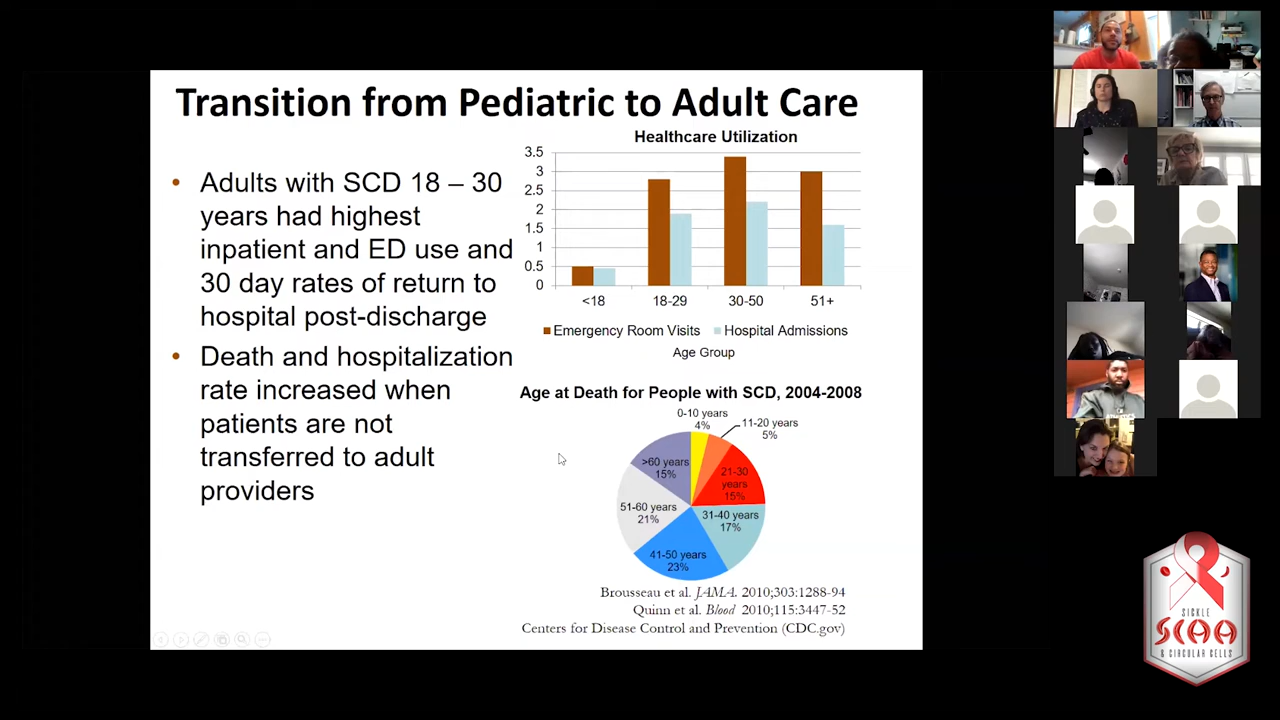 Transition from Pediatric to Adult Care
• Adults with SCD 18 – 30
years had highest
inpatient and ED use and
30 day rates of return to
hospital post-discharge
• Death and hospitalization
rate increased when
patients are not
transferred to adult
providers
Healthcare Utilization
3.5
3
2.5
2
1.5
1
0.5
0
<18 18-29 30-50 51+
Emergency Room Visits Hospital Admissions
Age Group
Age at Death for People with SCD, 2004-2008
0-10 years
4%
11-20 years
5%
21-30
years
15%
31-40 years
17%
41-50 years
23%
51-60 years
21%
>60 years
15%
Brousseau et al. JAMA. 2010;303:1288-94
Quinn et al. Blood 2010;115:3447-52
Centers for Disease Control and Prevention (CDC.gov)
SICKLE
SCAA
& CIRCULAR CELLS